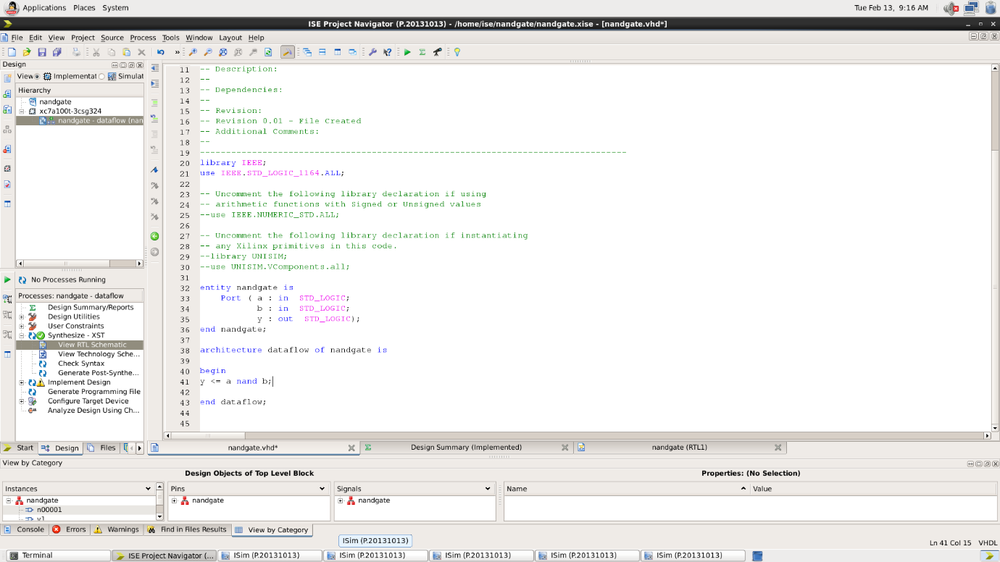 Applications Places System
Tue Feb 13, 9:16 AM
ISE Project Navigator (P.20131013) - /home/ise/nandgate/nandgate.xise - [nandgate.vhd*]
File Edit View Project Source Process Tools Window Layout Help
Design
View Implementat Simulat
Hierarchy
nandgate
xc7a100t-3csg324
nandgate - dataflow (nan
No Processes Running
Processes: nandgate - dataflow
Design Summary/Reports
Design Utilities
User Constraints
Synthesize - XST
View RTL Schematic
View Technology Sche...
Check Syntax
Generate Post-Synthe...
Implement Design
Generate Programming File
Configure Target Device
Analyze Design Using Ch...
Start Design Files
11 -- Description:
12 --
13 -- Dependencies:
14 --
15 -- Revision:
16 -- Revision 0.01 - File Created
17 -- Additional Comments:
18 --
19 ----------------------------------------------------------------------------------
20 library IEEE;
21 use IEEE.STD_LOGIC_1164.ALL;
22
23 -- Uncomment the following library declaration if using
24 -- arithmetic functions with Signed or Unsigned values
25 --use IEEE.NUMERIC_STD.ALL;
26
27 -- Uncomment the following library declaration if instantiating
28 -- any Xilinx primitives in this code.
29 --library UNISIM;
30 --use UNISIM.VComponents.all;
31
32 entity nandgate is
33 Port ( a : in STD_LOGIC;
34 b : in STD_LOGIC;
35 y : out STD_LOGIC);
36 end nandgate;
37
38 architecture dataflow of nandgate is
39
40 begin
41 y <= a nand b;
42
43 end dataflow;
44
45
nandgate.vhd* Design Summary (Implemented) nandgate (RTL1)
View by Category
Design Objects of Top Level Block
Properties: (No Selection)
Instances Pins Signals Name Value
nandgate nandgate nandgate
n00001
y1
Console Errors Warnings Find in Files Results View by Category
ISim (P.20131013)
Ln 41 Col 15 VHDL
Terminal ISE Project Navigator (... ISim (P.20131013) ISim (P.20131013) ISim (P.20131013) ISim (P.20131013) ISim (P.20131013)